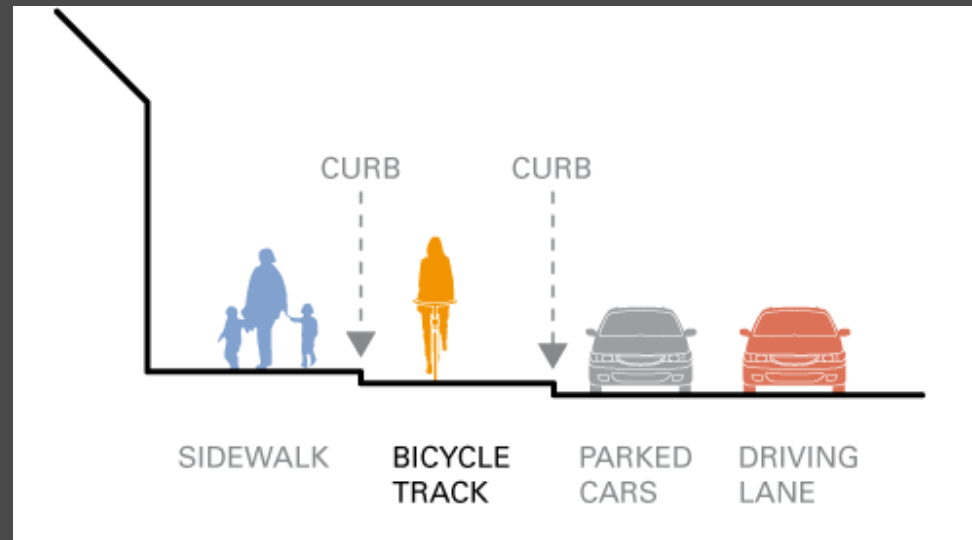 CURB
CURB
SIDEWALK
BICYCLE
TRACK
PARKED
CARS
DRIVING
LANE